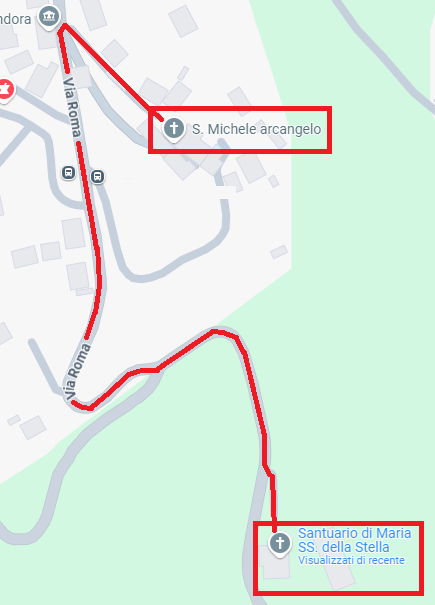 ndora
Via Roma
S. Michele arcangelo
Via Roma
Santuario di Maria
SS. della Stella
Visualizzati di recente